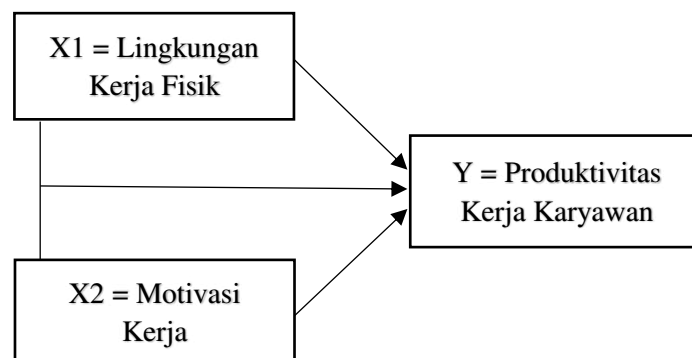 X1 = Lingkungan
Kerja Fisik
Y = Produktivitas
Kerja Karyawan
X2 = Motivasi
Kerja